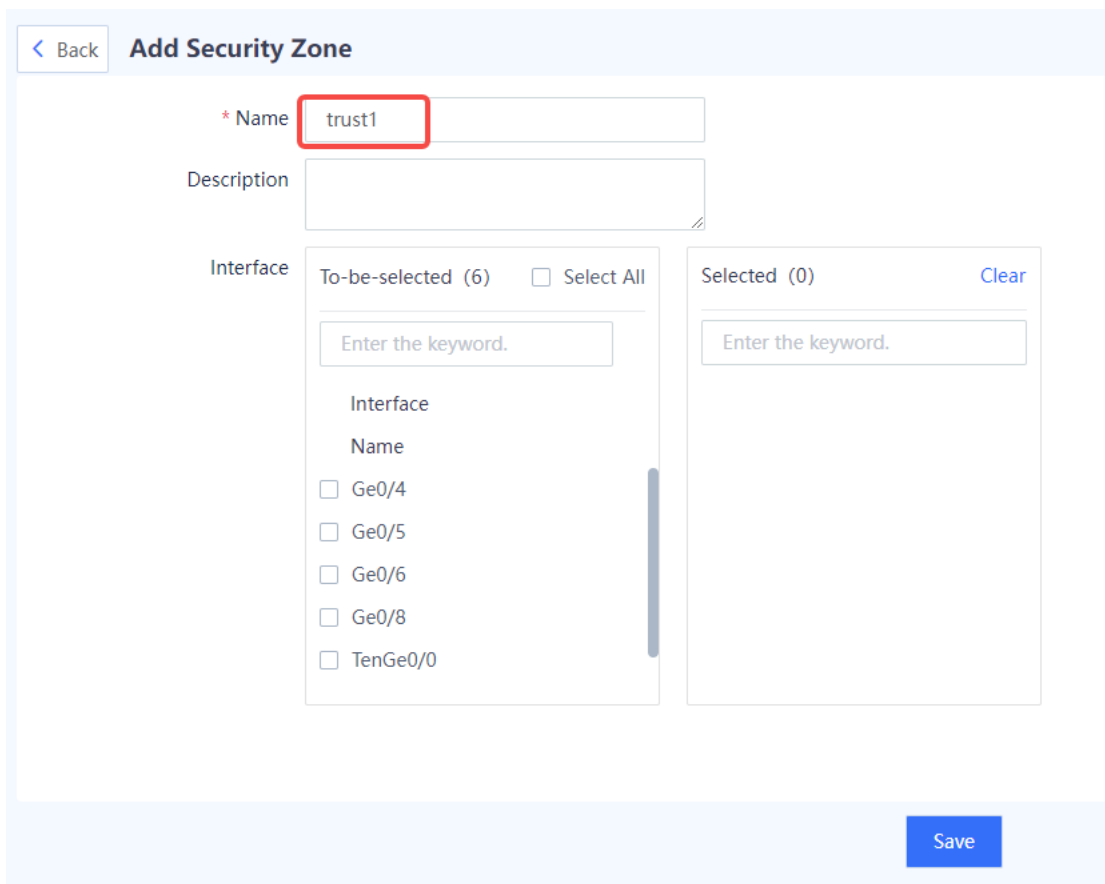 Back Add Security Zone
* Name trust1
Description
Interface To-be-selected (6) Select All Selected (0) Clear
Enter the keyword. Enter the keyword.
Interface
Name
Ge0/4
Ge0/5
Ge0/6
Ge0/8
TenGe0/0
Save